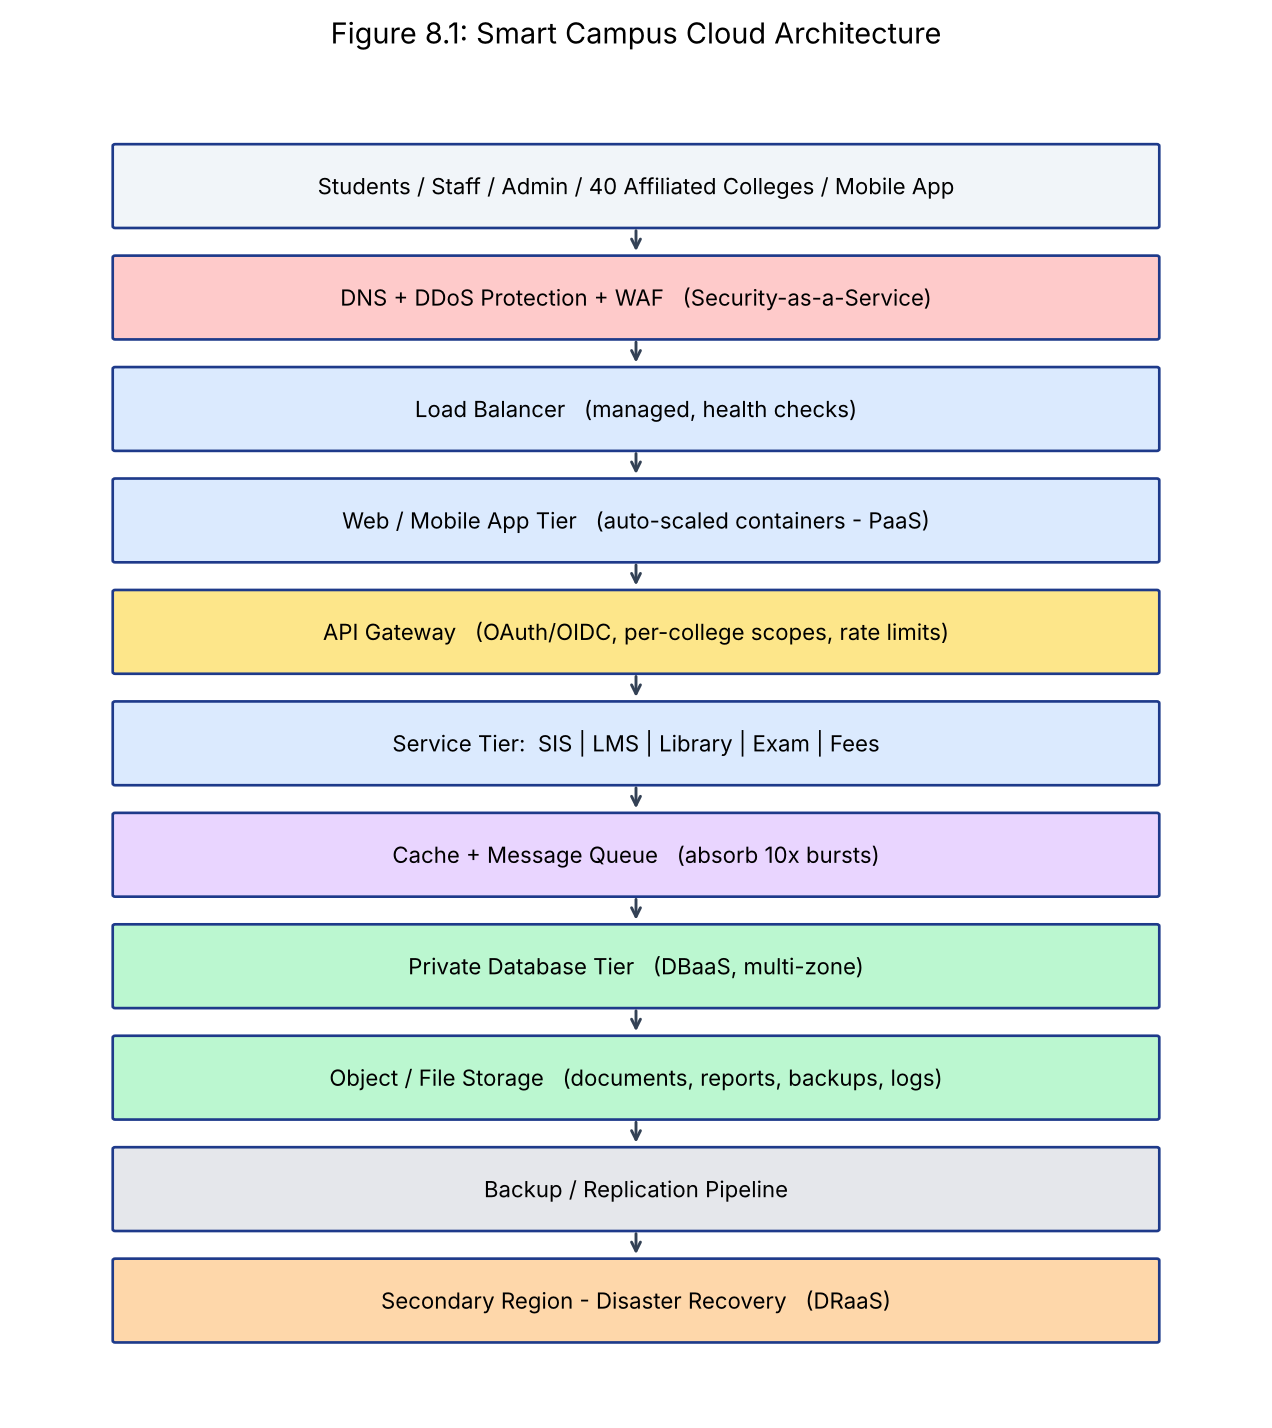 Figure 8.1: Smart Campus Cloud Architecture
Students / Staff / Admin / 40 Affiliated Colleges / Mobile App
DNS + DDoS Protection + WAF (Security-as-a-Service)
Load Balancer (managed, health checks)
Web / Mobile App Tier (auto-scaled containers - PaaS)
API Gateway (OAuth/OIDC, per-college scopes, rate limits)
Service Tier: SIS | LMS | Library | Exam | Fees
Cache + Message Queue (absorb 10x bursts)
Private Database Tier (DBaaS, multi-zone)
Object / File Storage (documents, reports, backups, logs)
Backup / Replication Pipeline
Secondary Region - Disaster Recovery (DRaaS)